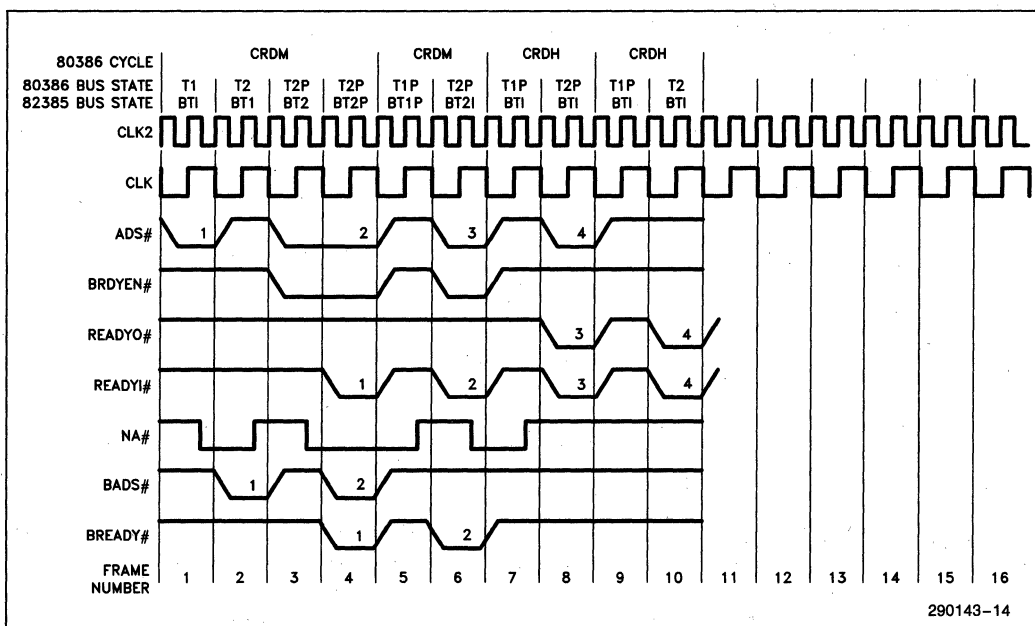 80386 CYCLE CRDM CRDM CRDH CRDH
80386 BUS STATE T1 T2 T2P T2P T1P T2P T1P T2P T1P T2
82385 BUS STATE BTI BT1 BT2 BT2P BT1P BT2I BTI BTI BTI BTI
CLK2
CLK
ADS# 1 2 3 4
BRDYEN#
READYO# 3 4
READYI# 1 2 3 4
NA#
BADS# 1 2
BREADY# 1 2
FRAME
NUMBER 1 2 3 4 5 6 7 8 9 10 11 12 13 14 15 16
290143-14